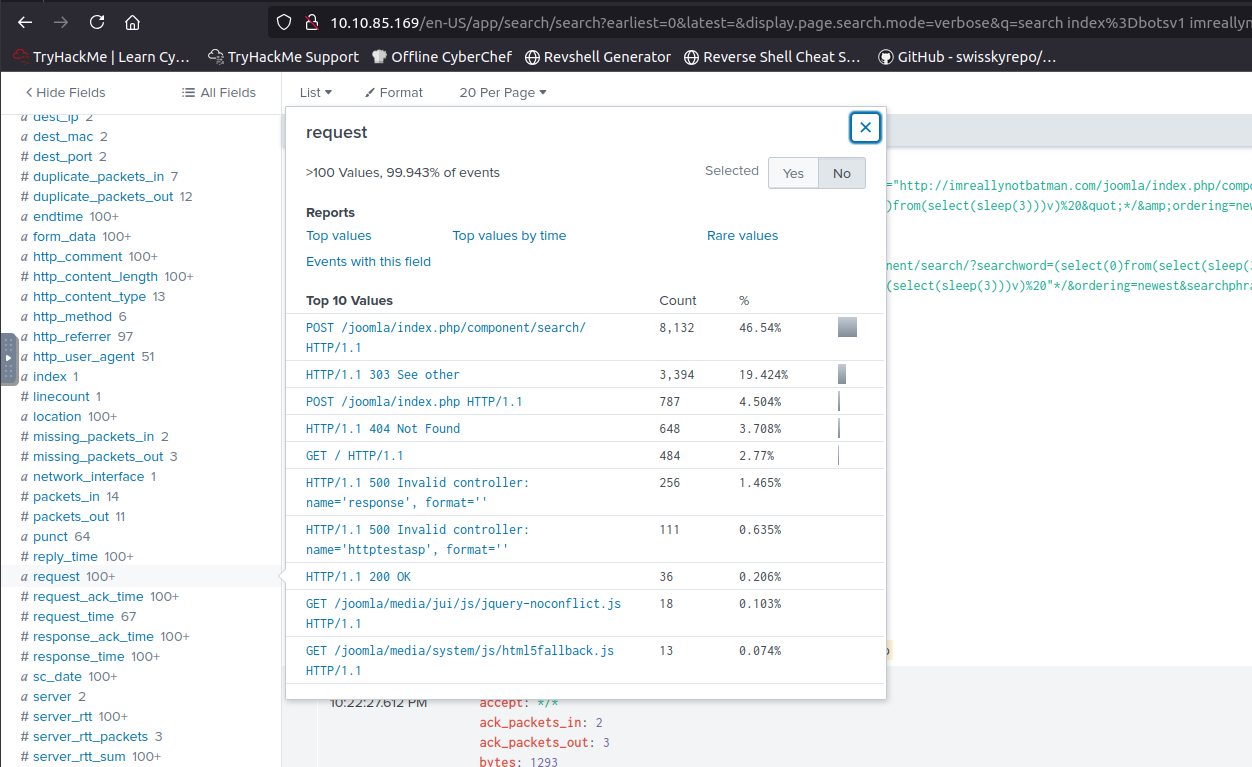 10.10.85.169/en-US/app/search/search?earliest=0&latest=&display.page.search.mode=verbose&q=search index%3Dbotsv1 imreallyn
TryHackMe | Learn Cy… TryHackMe Support Offline CyberChef Revshell Generator Reverse Shell Cheat S… GitHub - swisskyrepo/…
Hide Fields All Fields List Format 20 Per Page
a dest_ip 2
a dest_mac 2
# dest_port 2
# duplicate_packets_in 7
# duplicate_packets_out 12
a endtime 100+
a form_data 100+
a http_comment 100+
# http_content_length 100+
a http_content_type 13
a http_method 6
a http_referrer 97
a http_user_agent 51
a index 1
# linecount 1
a location 100+
# missing_packets_in 2
# missing_packets_out 3
a network_interface 1
# packets_in 14
# packets_out 11
a punct 64
# reply_time 100+
a request 100+
# request_ack_time 100+
# request_time 67
# response_ack_time 100+
# response_time 100+
a sc_date 100+
a server 2
# server_rtt 100+
# server_rtt_packets 3
# server_rtt_sum 100+
request
>100 Values, 99.943% of events
Selected Yes No
Reports
Top values Top values by time Rare values
Events with this field
Top 10 Values Count %
POST /joomla/index.php/component/search/ 8,132 46.54%
HTTP/1.1
HTTP/1.1 303 See other 3,394 19.424%
POST /joomla/index.php HTTP/1.1 787 4.504%
HTTP/1.1 404 Not Found 648 3.708%
GET / HTTP/1.1 484 2.77%
HTTP/1.1 500 Invalid controller: 256 1.465%
name='response', format=''
HTTP/1.1 500 Invalid controller: 111 0.635%
name='httptestasp', format=''
HTTP/1.1 200 OK 36 0.206%
GET /joomla/media/jui/js/jquery-noconflict.js 18 0.103%
HTTP/1.1
GET /joomla/media/system/js/html5fallback.js 13 0.074%
HTTP/1.1
="http://imreallynotbatman.com/joomla/index.php/compo
)from(select(sleep(3)))v)%20&quot;*/&amp;ordering=new
nent/search/?searchword=(select(0)from(select(sleep(3
(select(sleep(3)))v)%20"*/&ordering=newest&searchphra
10:22:27.612 PM accept: */*
ack_packets_in: 2
ack_packets_out: 3
bytes: 1293